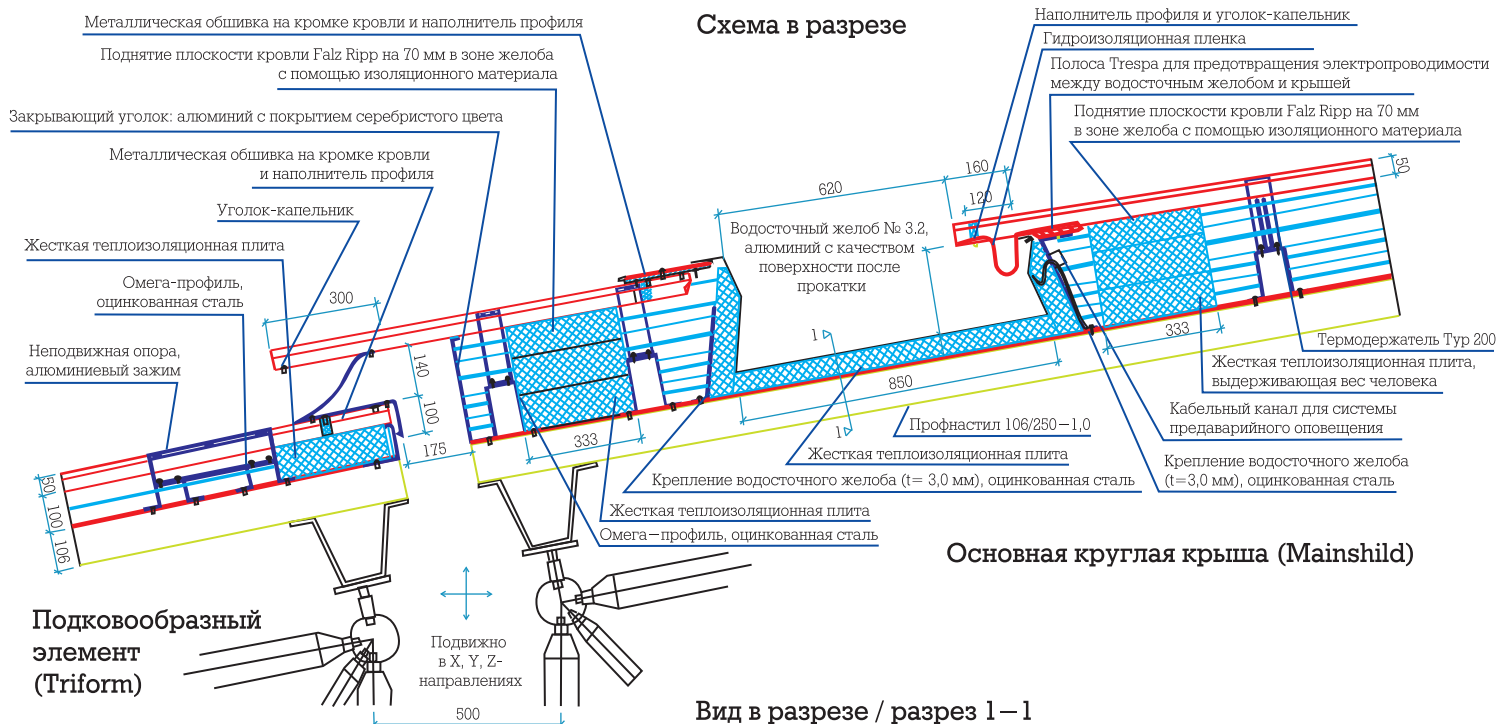 Схема в разрезе
Металлическая обшивка на кромке кровли и наполнитель профиля
Поднятие плоскости кровли Falz Ripp на 70 мм в зоне желоба
с помощью изоляционного материала
Закрывающий уголок: алюминий с покрытием серебристого цвета
Металлическая обшивка на кромке кровли
и наполнитель профиля
Уголок-капельник
Жесткая теплоизоляционная плита
Омега-профиль,
оцинкованная сталь
Неподвижная опора,
алюминиевый зажим
Наполнитель профиля и уголок-капельник
Гидроизоляционная пленка
Полоса Trespa для предотвращения электропроводимости
между водосточным желобом и крышей
Поднятие плоскости кровли Falz Ripp на 70 мм
в зоне желоба с помощью изоляционного материала
160
620
120
50
Водосточный желоб № 3.2,
алюминий с качеством
поверхности после
прокатки
300
140
100
175
333
1
850
1
333
50
100
106
Термодержатель Typ 200
Жесткая теплоизоляционная плита,
выдерживающая вес человека
Кабельный канал для системы
предаварийного оповещения
Крепление водосточного желоба
(t=3,0 мм), оцинкованная сталь
Профнастил 106/250–1,0
Жесткая теплоизоляционная плита
Крепление водосточного желоба (t= 3,0 мм), оцинкованная сталь
Жесткая теплоизоляционная плита
Омега–профиль, оцинкованная сталь
Основная круглая крыша (Mainshild)
Подковообразный
элемент
(Triform)
Подвижно
в X, Y, Z-
направлениях
500
Вид в разрезе / разрез 1–1